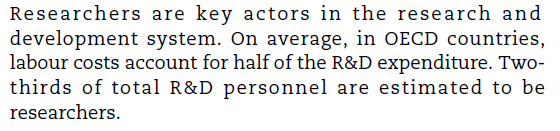 Researchers are key actors in the research and
development system. On average, in OECD countries,
labour costs account for half of the R&D expenditure. Two-
thirds of total R&D personnel are estimated to be
researchers.